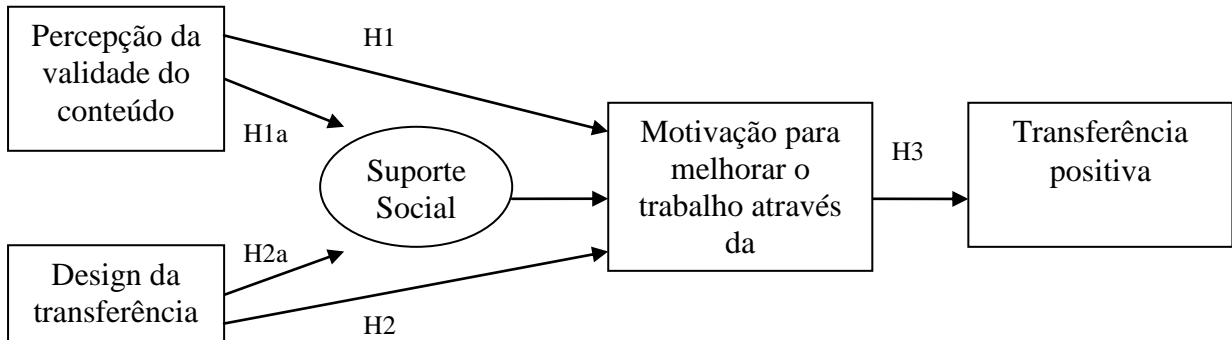 Percepção da
validade do
conteúdo
H1
H1a
Suporte
Social
Motivação para
melhorar o
trabalho através
da
H3
Transferência
positiva
Design da
transferência
H2a
H2